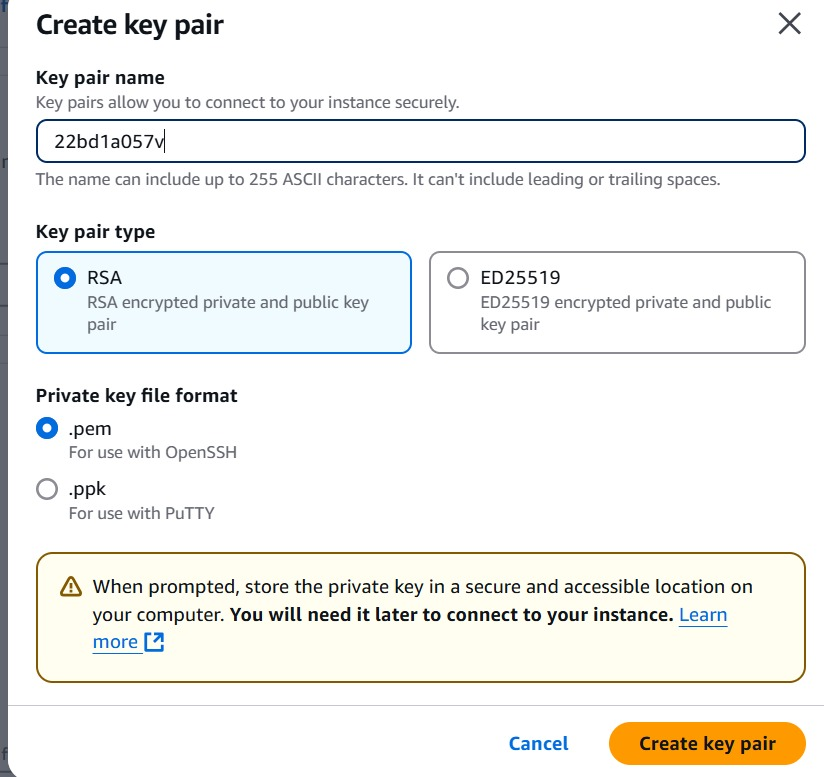 Create key pair
Key pair name
Key pairs allow you to connect to your instance securely.
22bd1a057v
The name can include up to 255 ASCII characters. It can't include leading or trailing spaces.
Key pair type
RSA
RSA encrypted private and public key
pair
ED25519
ED25519 encrypted private and public
key pair
Private key file format
.pem
For use with OpenSSH
.ppk
For use with PuTTY
When prompted, store the private key in a secure and accessible location on
your computer. You will need it later to connect to your instance. Learn
more
Cancel
Create key pair